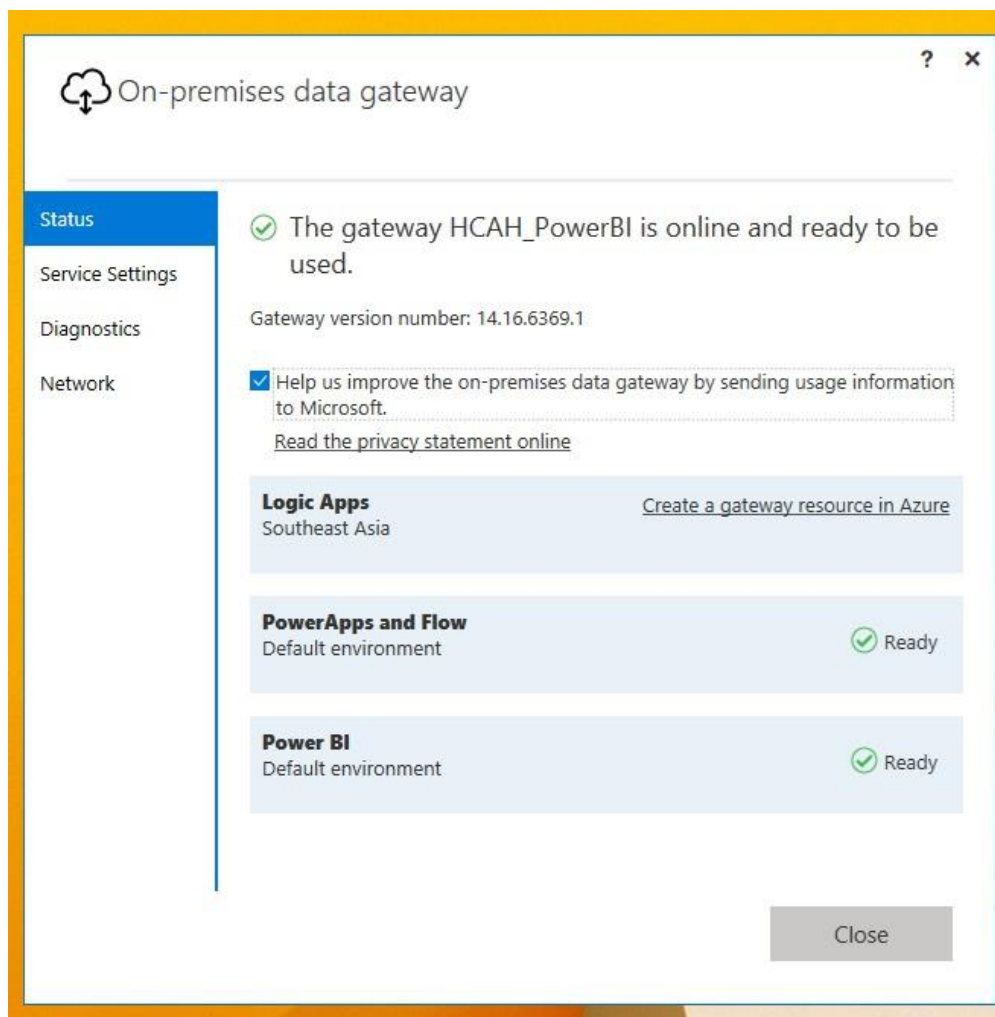 ? ×
On-premises data gateway
Status
Service Settings
Diagnostics
Network
The gateway HCAH_PowerBI is online and ready to be
used.
Gateway version number: 14.16.6369.1
Help us improve the on-premises data gateway by sending usage information
to Microsoft.
Read the privacy statement online
Logic Apps
Create a gateway resource in Azure
Southeast Asia
PowerApps and Flow
Default environment
Ready
Power BI
Default environment
Ready
Close